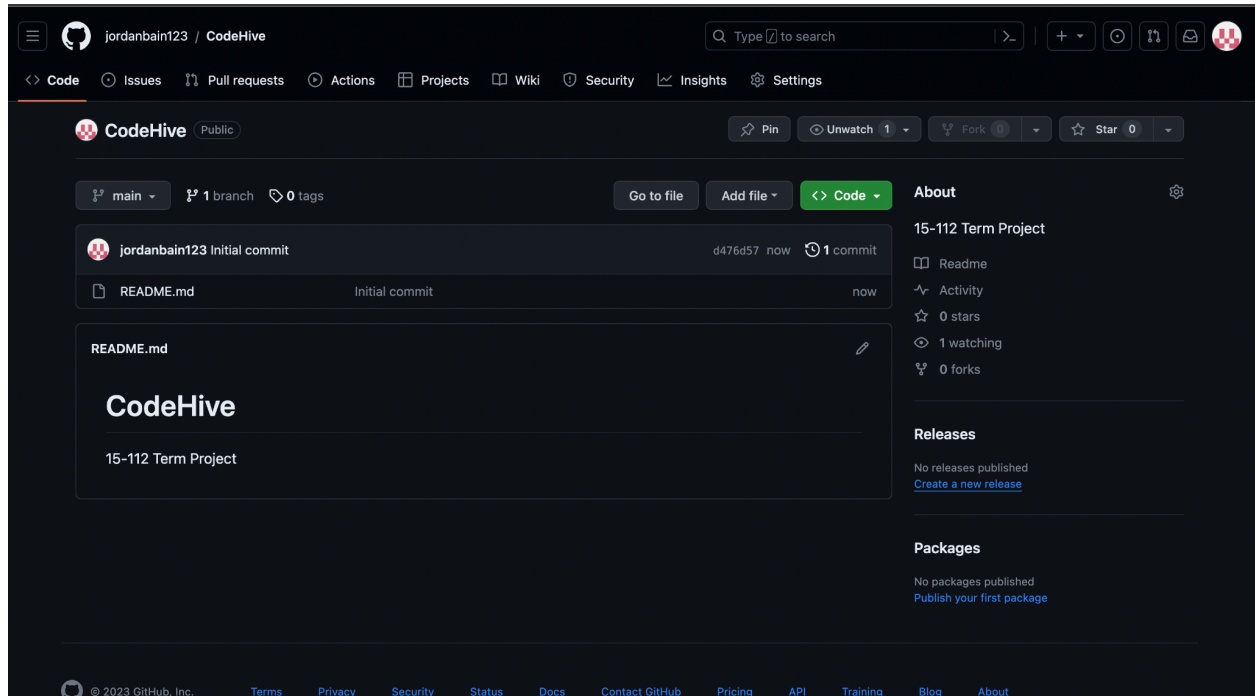 jordanbain123 / CodeHive
Type / to search
Code Issues Pull requests Actions Projects Wiki Security Insights Settings
CodeHive Public
Pin Unwatch 1 Fork 0 Star 0
main 1 branch 0 tags Go to file Add file Code
jordanbain123 Initial commit d476d57 now 1 commit
README.md Initial commit now
README.md
CodeHive
15-112 Term Project
About
15-112 Term Project
Readme
Activity
0 stars
1 watching
0 forks
Releases
No releases published
Create a new release
Packages
No packages published
Publish your first package
© 2023 GitHub, Inc. Terms Privacy Security Status Docs Contact GitHub Pricing API Training Blog About